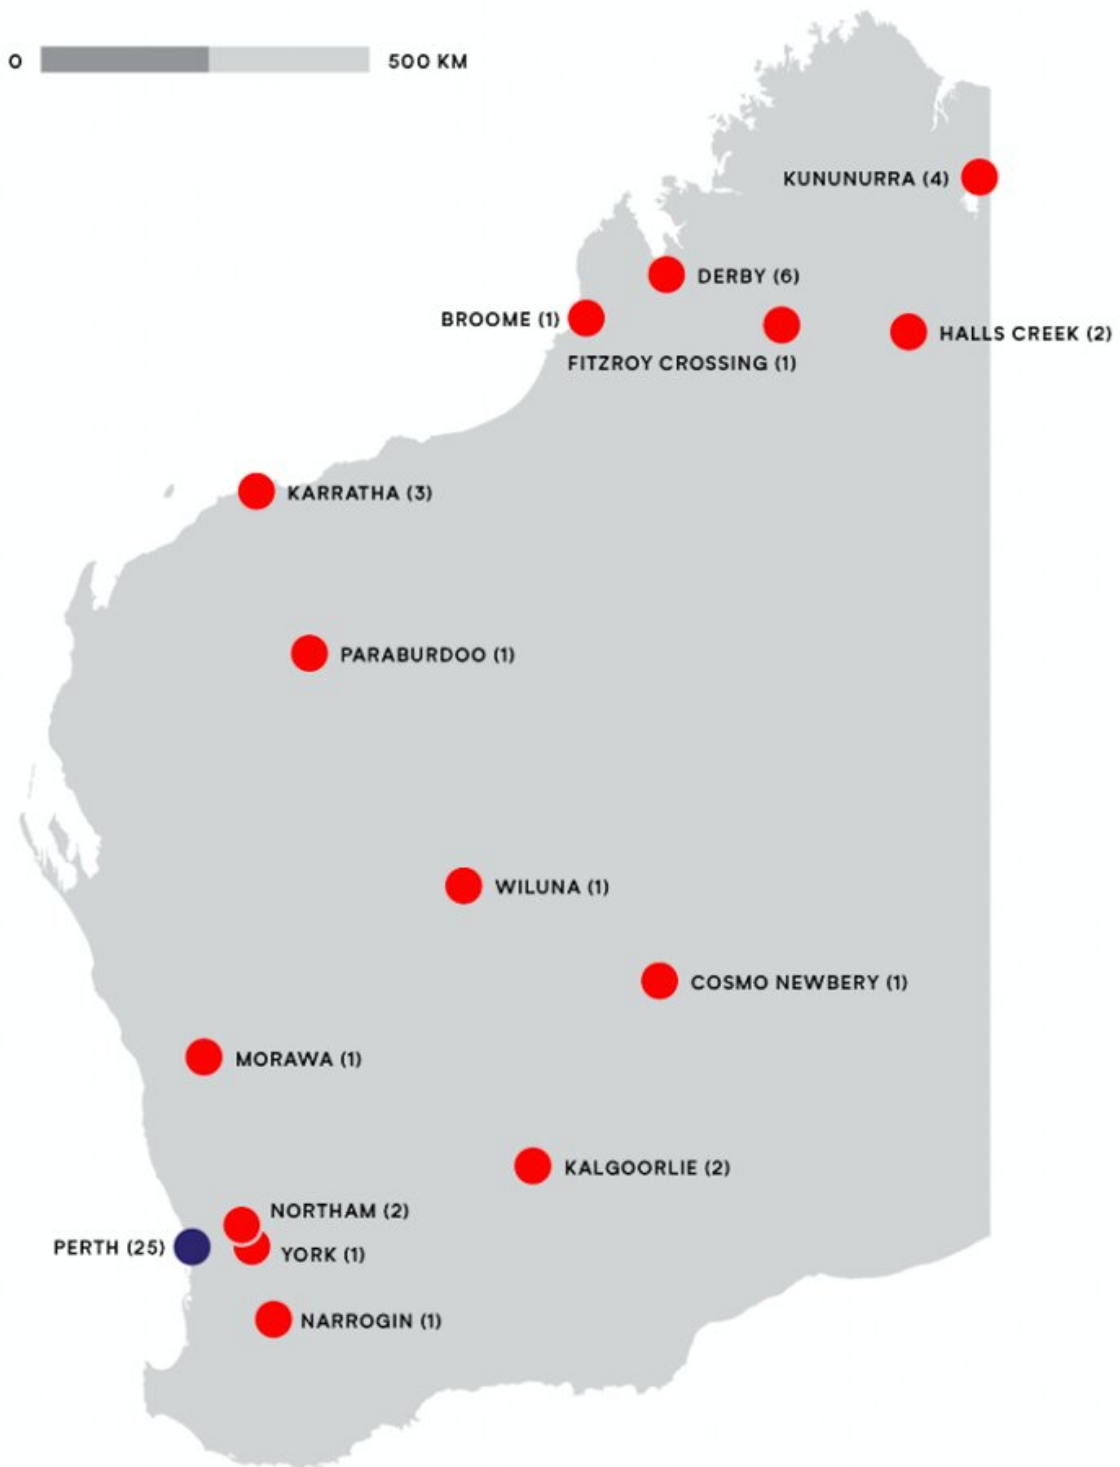 0 500 KM
KUNUNURRA (4)
DERBY (6)
BROOME (1)
HALLS CREEK (2)
FITZROY CROSSING (1)
KARRATHA (3)
PARABURDOO (1)
WILUNA (1)
COSMO NEWBERY (1)
MORAWA (1)
KALGOORLIE (2)
NORTHAM (2)
PERTH (25)
YORK (1)
NARROGIN (1)